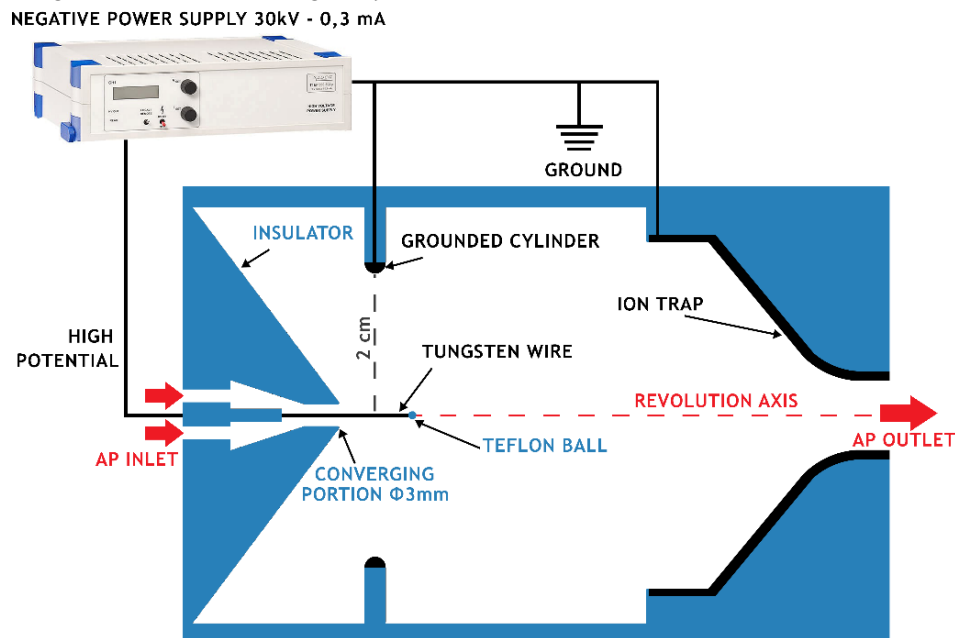 NEGATIVE POWER SUPPLY 30kV - 0,3 mA
GROUND
INSULATOR
GROUNDED CYLINDER
ION TRAP
HIGH
POTENTIAL
2 cm
TUNGSTEN WIRE
REVOLUTION AXIS
AP INLET
TEFLON BALL
AP OUTLET
CONVERGING
PORTION Φ3mm